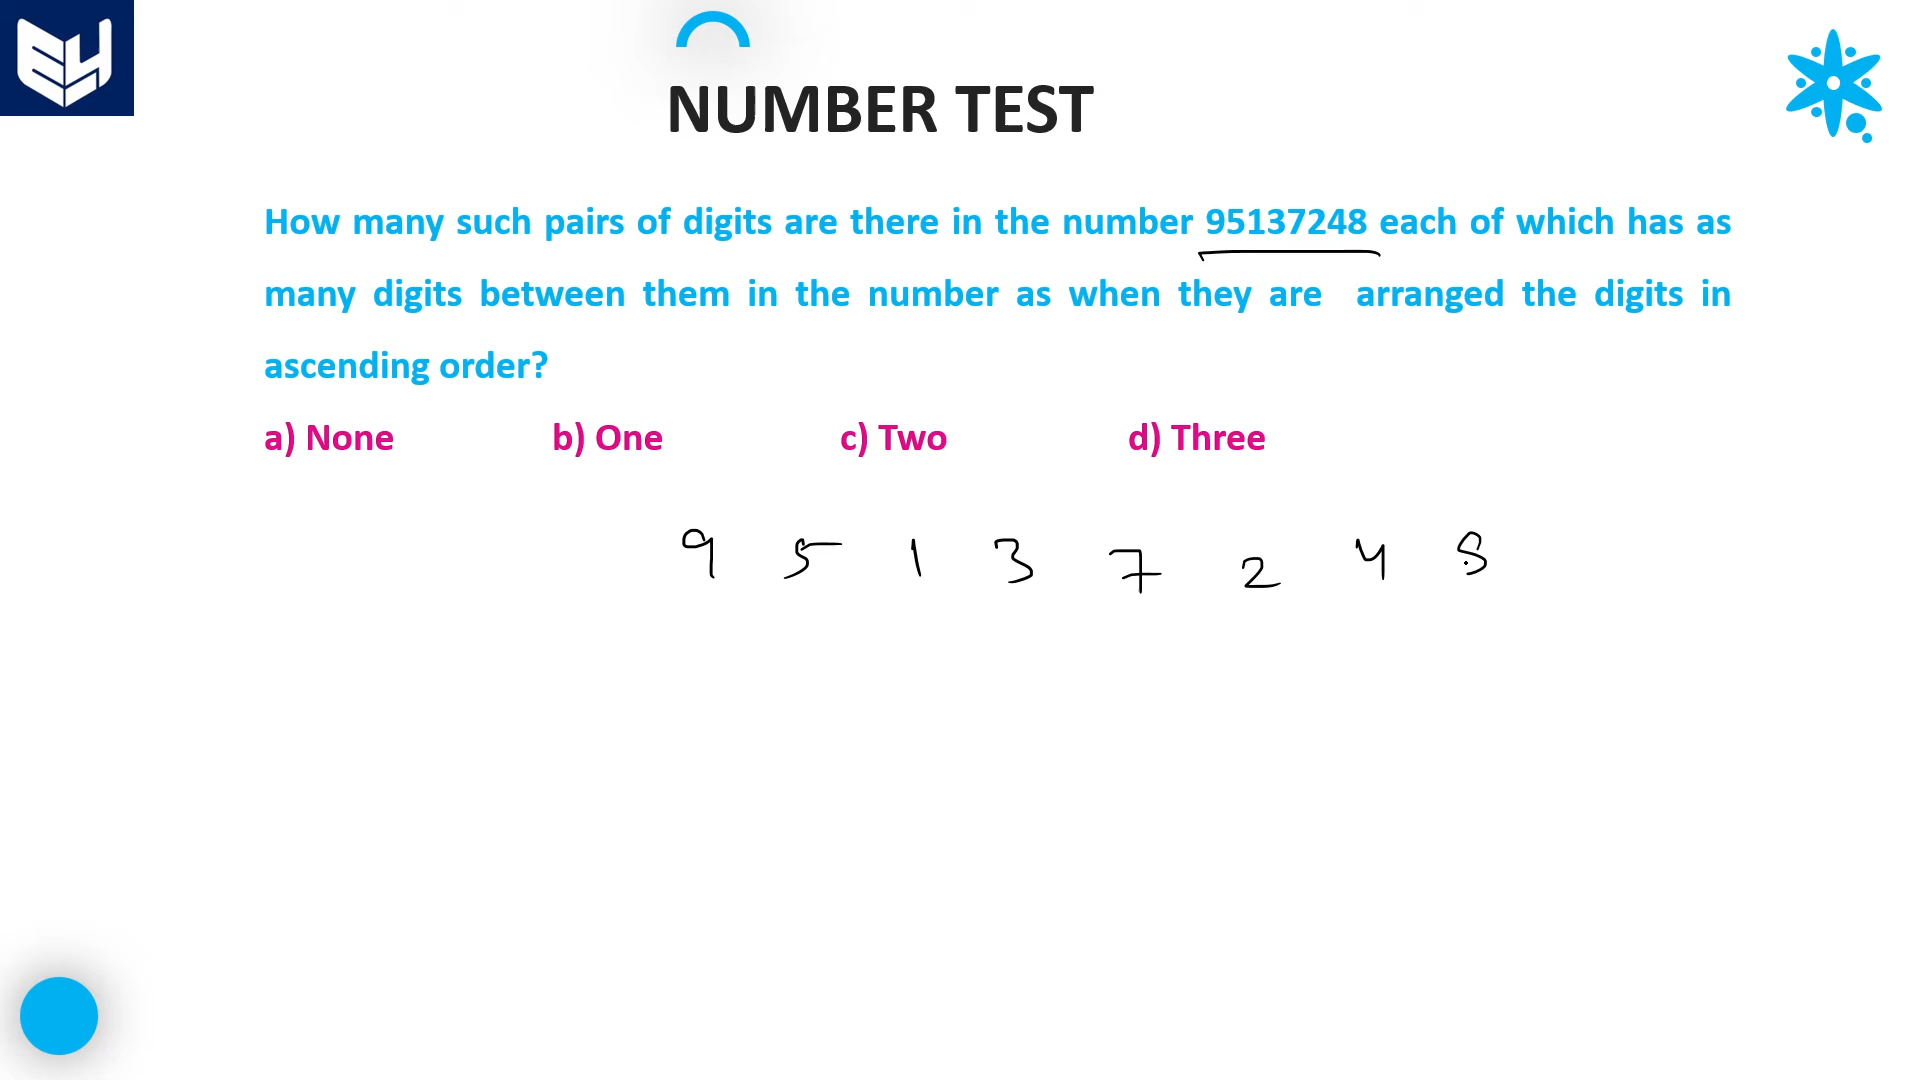 NUMBER TEST
How many such pairs of digits are there in the number 95137248 each of which has as
many digits between them in the number as when they are arranged the digits in
ascending order?
a) None b) One c) Two d) Three
9 5 1 3 7 2 4 8